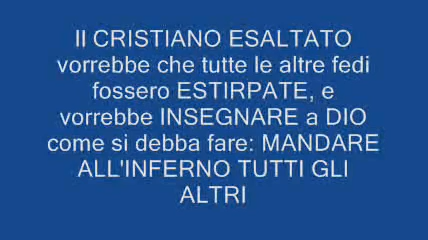 Il CRISTIANO ESALTATO
vorrebbe che tutte le altre fedi
fossero ESTIRPATE, e
vorrebbe INSEGNARE a DIO
come si debba fare: MANDARE
ALL'INFERNO TUTTI GLI
ALTRI